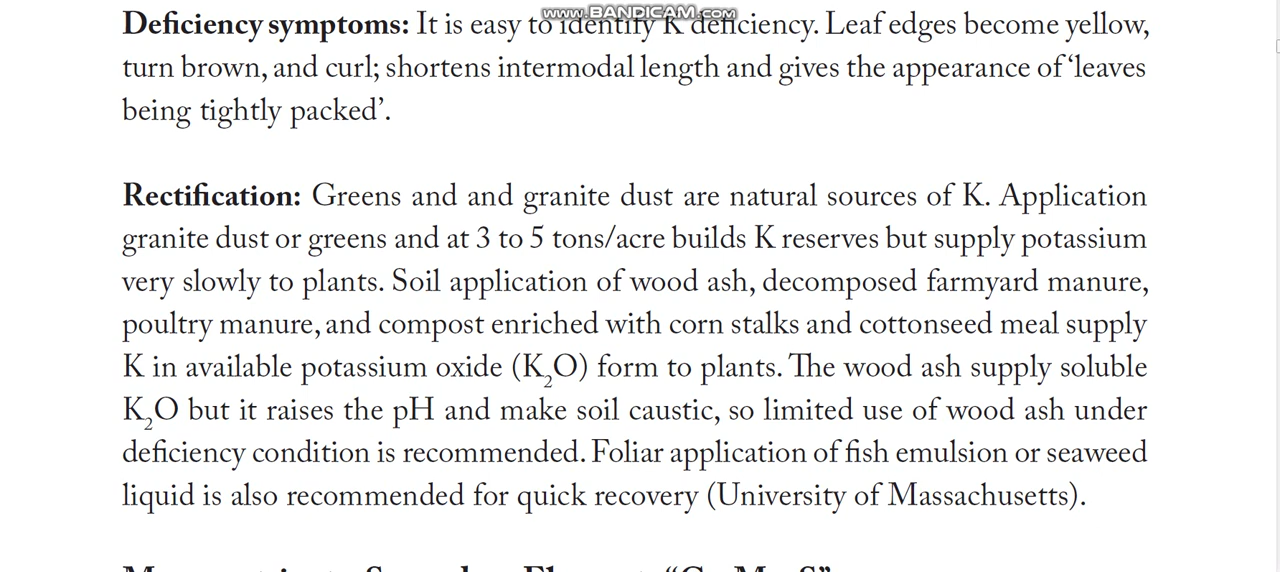 www.BANDICAM.com
Deficiency symptoms: It is easy to identify K deficiency. Leaf edges become yellow,
turn brown, and curl; shortens intermodal length and gives the appearance of ‘leaves
being tightly packed’.
Rectification: Greens and and granite dust are natural sources of K. Application
granite dust or greens and at 3 to 5 tons/acre builds K reserves but supply potassium
very slowly to plants. Soil application of wood ash, decomposed farmyard manure,
poultry manure, and compost enriched with corn stalks and cottonseed meal supply
K in available potassium oxide (K₂O) form to plants. The wood ash supply soluble
K₂O but it raises the pH and make soil caustic, so limited use of wood ash under
deficiency condition is recommended. Foliar application of fish emulsion or seaweed
liquid is also recommended for quick recovery (University of Massachusetts).